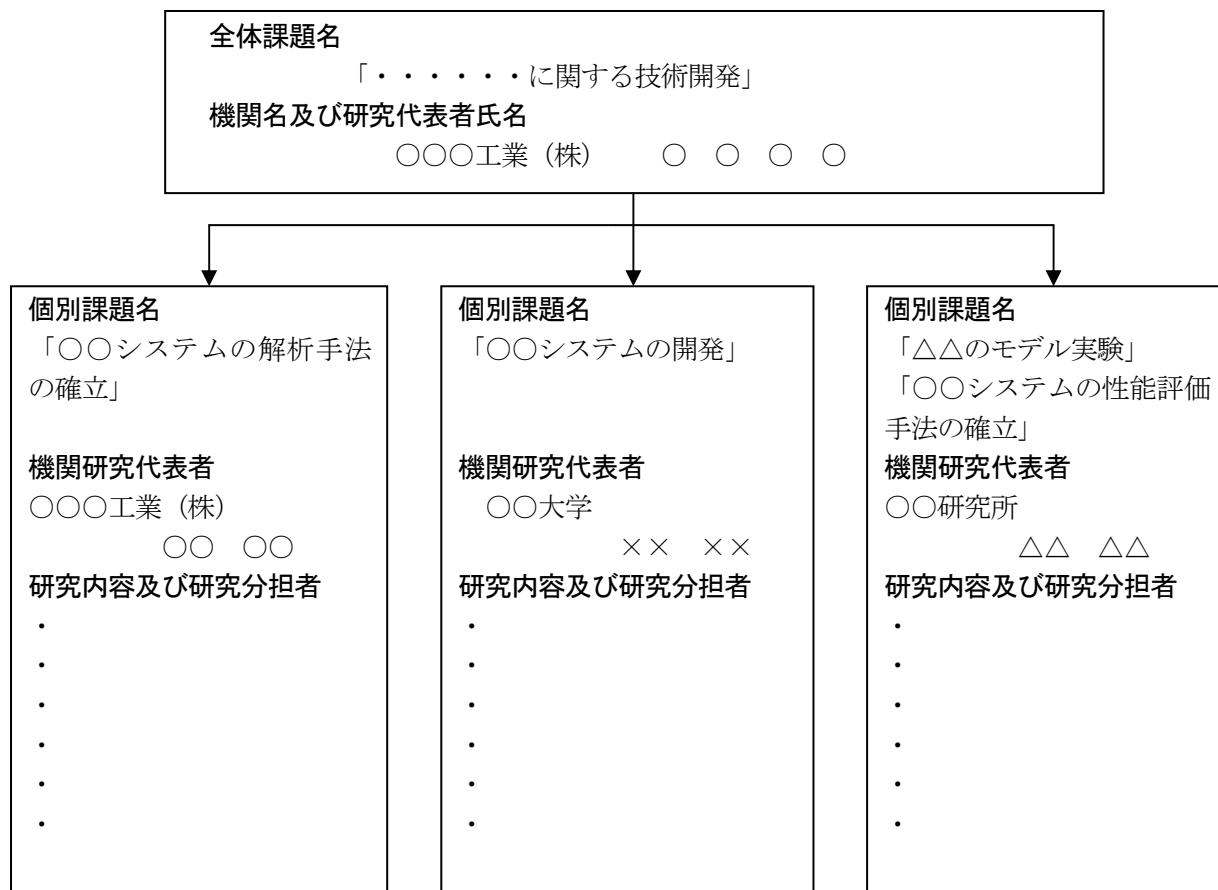 全体課題名
「・・・・・・に関する技術開発」
機関名及び研究代表者氏名
○○○工業（株）　　○　○　○　○
個別課題名
「○○システムの解析手法
の確立」
機関研究代表者
○○○工業（株）
○○　○○
研究内容及び研究分担者
・
・
・
・
・
・
個別課題名
「○○システムの開発」
機関研究代表者
○○大学
××　××
研究内容及び研究分担者
・
・
・
・
・
・
個別課題名
「△△のモデル実験」
「○○システムの性能評価
手法の確立」
機関研究代表者
○○研究所
△△　△△
研究内容及び研究分担者
・
・
・
・
・
・